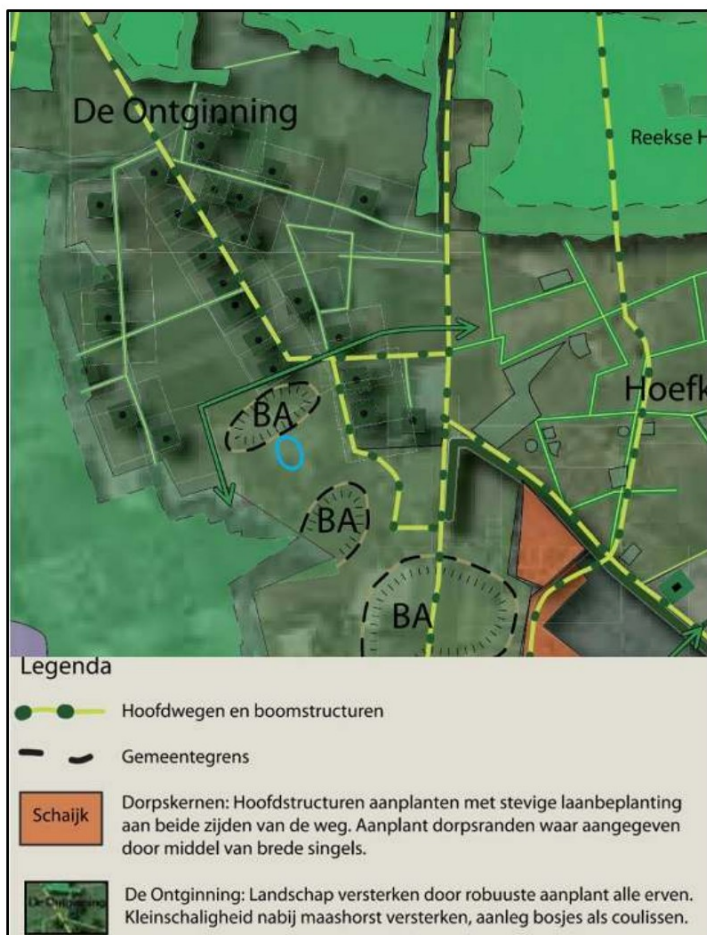 De Ontginning
Reekse H
Hoefk
BA
BA
BA
Legenda
Hoofdwegen en boomstructuren
Gemeentegrens
Schaijk
Dorpskernen: Hoofdstructuren aanplanten met stevige laanbeplanting
aan beide zijden van de weg. Aanplant dorpsranden waar aangegeven
door middel van brede singels.
De Ontginning
De Ontginning: Landschap versterken door robuuste aanplant alle erven.
Kleinschaligheid nabij maashorst versterken, aanleg bosjes als coulissen.